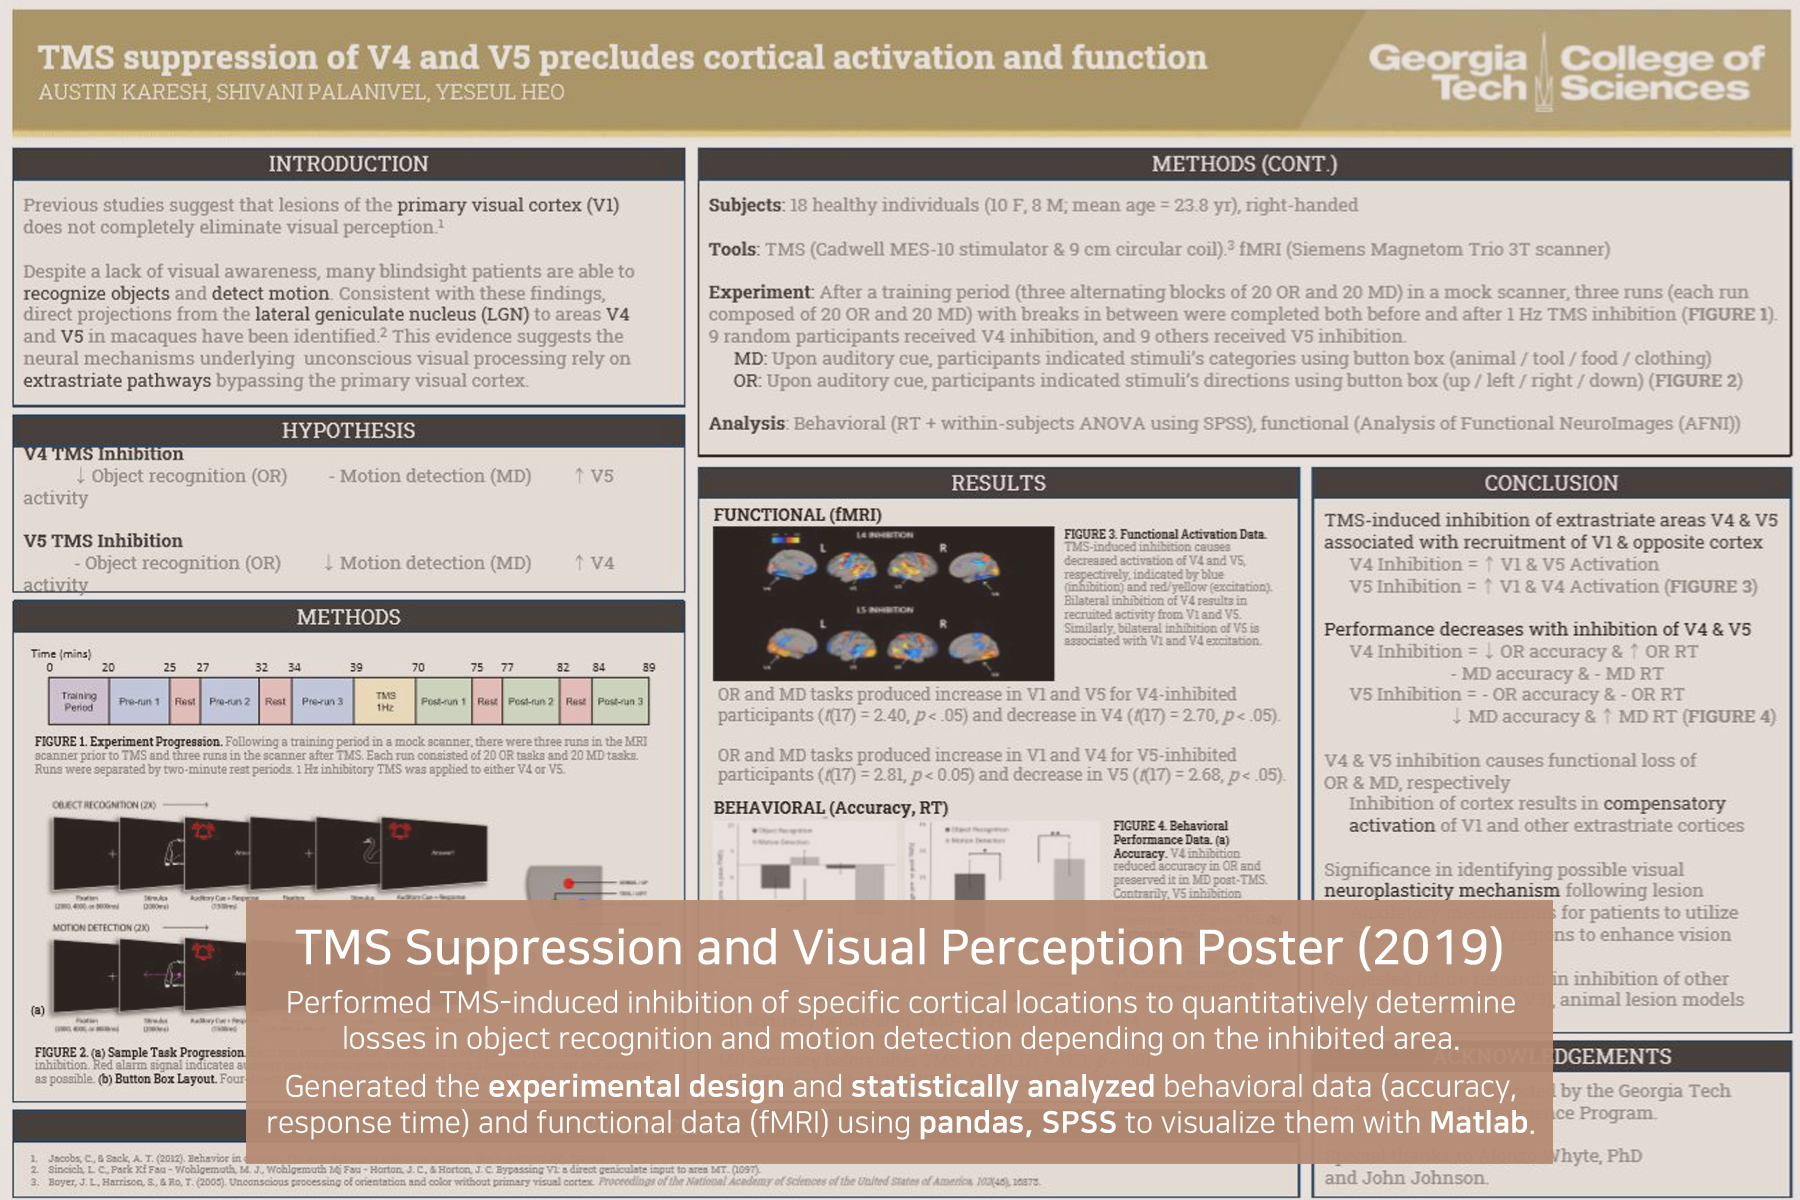 TMS suppression of V4 and V5 precludes cortical activation and function
AUSTIN KARESH, SHIVANI PALANIVEL, YESEUL HEO
Georgia Tech
College of Sciences
INTRODUCTION
Previous studies suggest that lesions of the primary visual cortex (V1)
does not completely eliminate visual perception.¹
Despite a lack of visual awareness, many blindsight patients are able to
recognize objects and detect motion. Consistent with these findings,
direct projections from the lateral geniculate nucleus (LGN) to areas V4
and V5 in macaques have been identified.² This evidence suggests the
neural mechanisms underlying unconscious visual processing rely on
extrastriate pathways bypassing the primary visual cortex.
HYPOTHESIS
V4 TMS Inhibition
↓ Object recognition (OR) - Motion detection (MD) ↑ V5
activity
V5 TMS Inhibition
- Object recognition (OR) ↓ Motion detection (MD) ↑ V4
activity
METHODS
Time (mins)
0 20 25 27 32 34 39 70 75 77 82 84 89
Training Period Pre-run 1 Rest Pre-run 2 Rest Pre-run 3 TMS 1Hz Post-run 1 Rest Post-run 2 Rest Post-run 3
FIGURE 1. Experiment Progression. Following a training period in a mock scanner, there were three runs in the MRI
scanner prior to TMS and three runs in the scanner after TMS. Each run consisted of 20 OR tasks and 20 MD tasks.
Runs were separated by two-minute rest periods. 1 Hz inhibitory TMS was applied to either V4 or V5.
OBJECT RECOGNITION (2X)
Answer?
Fixation Stimulus Auditory Cue + Response Fixation Stimulus Auditory Cue + Response
(2000, 4000, or 8000ms) (2000ms) (1500ms)
MOTION DETECTION (2X)
(a)
Fixation Stimulus Auditory Cue + Resp
(2000, 4000, or 8000ms) (2000ms) (1500ms)
FIGURE 2. (a) Sample Task Progression.
inhibition. Red alarm signal indicates
as possible. (b) Button Box Layout. Four
METHODS (CONT.)
Subjects: 18 healthy individuals (10 F, 8 M; mean age = 23.8 yr), right-handed
Tools: TMS (Cadwell MES-10 stimulator & 9 cm circular coil).³ fMRI (Siemens Magnetom Trio 3T scanner)
Experiment: After a training period (three alternating blocks of 20 OR and 20 MD) in a mock scanner, three runs (each run
composed of 20 OR and 20 MD) with breaks in between were completed both before and after 1 Hz TMS inhibition (FIGURE 1).
9 random participants received V4 inhibition, and 9 others received V5 inhibition.
MD: Upon auditory cue, participants indicated stimuli's categories using button box (animal / tool / food / clothing)
OR: Upon auditory cue, participants indicated stimuli's directions using button box (up / left / right / down) (FIGURE 2)
Analysis: Behavioral (RT + within-subjects ANOVA using SPSS), functional (Analysis of Functional NeuroImages (AFNI))
RESULTS
FUNCTIONAL (fMRI)
L4 INHIBITION
L R
L5 INHIBITION
L R
FIGURE 3. Functional Activation Data.
TMS-induced inhibition causes
decreased activation of V4 and V5,
respectively, indicated by blue
(inhibition) and red/yellow (excitation).
Bilateral inhibition of V4 results in
recruited activity from V1 and V5.
Similarly, bilateral inhibition of V5 is
associated with V1 and V4 excitation.
OR and MD tasks produced increase in V1 and V5 for V4-inhibited
participants (t(17) = 2.40, p < .05) and decrease in V4 (t(17) = 2.70, p < .05).
OR and MD tasks produced increase in V1 and V4 for V5-inhibited
participants (t(17) = 2.81, p < 0.05) and decrease in V5 (t(17) = 2.68, p < .05).
BEHAVIORAL (Accuracy, RT)
Object Recognition
Motion Detection
Object Recognition
Motion Detection
FIGURE 4. Behavioral
Performance Data. (a)
Accuracy. V4 inhibition
reduced accuracy in OR and
preserved it in MD post-TMS.
Contrarily, V5 inhibition
CONCLUSION
TMS-induced inhibition of extrastriate areas V4 & V5
associated with recruitment of V1 & opposite cortex
V4 Inhibition = ↑ V1 & V5 Activation
V5 Inhibition = ↑ V1 & V4 Activation (FIGURE 3)
Performance decreases with inhibition of V4 & V5
V4 Inhibition = ↓ OR accuracy & ↑ OR RT
- MD accuracy & - MD RT
V5 Inhibition = - OR accuracy & - OR RT
↓ MD accuracy & ↑ MD RT (FIGURE 4)
V4 & V5 inhibition causes functional loss of
OR & MD, respectively
Inhibition of cortex results in compensatory
activation of V1 and other extrastriate cortices
Significance in identifying possible visual
neuroplasticity mechanism following lesion
for patients to utilize
to enhance vision
in inhibition of other
, animal lesion models
ACKNOWLEDGEMENTS
by the Georgia Tech
Program.
Whyte, PhD
and John Johnson.
TMS Suppression and Visual Perception Poster (2019)
Performed TMS-induced inhibition of specific cortical locations to quantitatively determine
losses in object recognition and motion detection depending on the inhibited area.
Generated the experimental design and statistically analyzed behavioral data (accuracy,
response time) and functional data (fMRI) using pandas, SPSS to visualize them with Matlab.
1. Jacobs, C., & Sack, A. T. (2012). Behavior in
2. Sincich, L. C., Park Kf Fau - Wohlgemuth, M. J., Wohlgemuth Mj Fau - Horton, J. C., & Horton, J. C. Bypassing V1: a direct geniculate input to area MT. (1097).
3. Boyer, J. L., Harrison, S., & Ro, T. (2005). Unconscious processing of orientation and color without primary visual cortex. Proceedings of the National Academy of Sciences of the United States of America, 102(46), 16875.